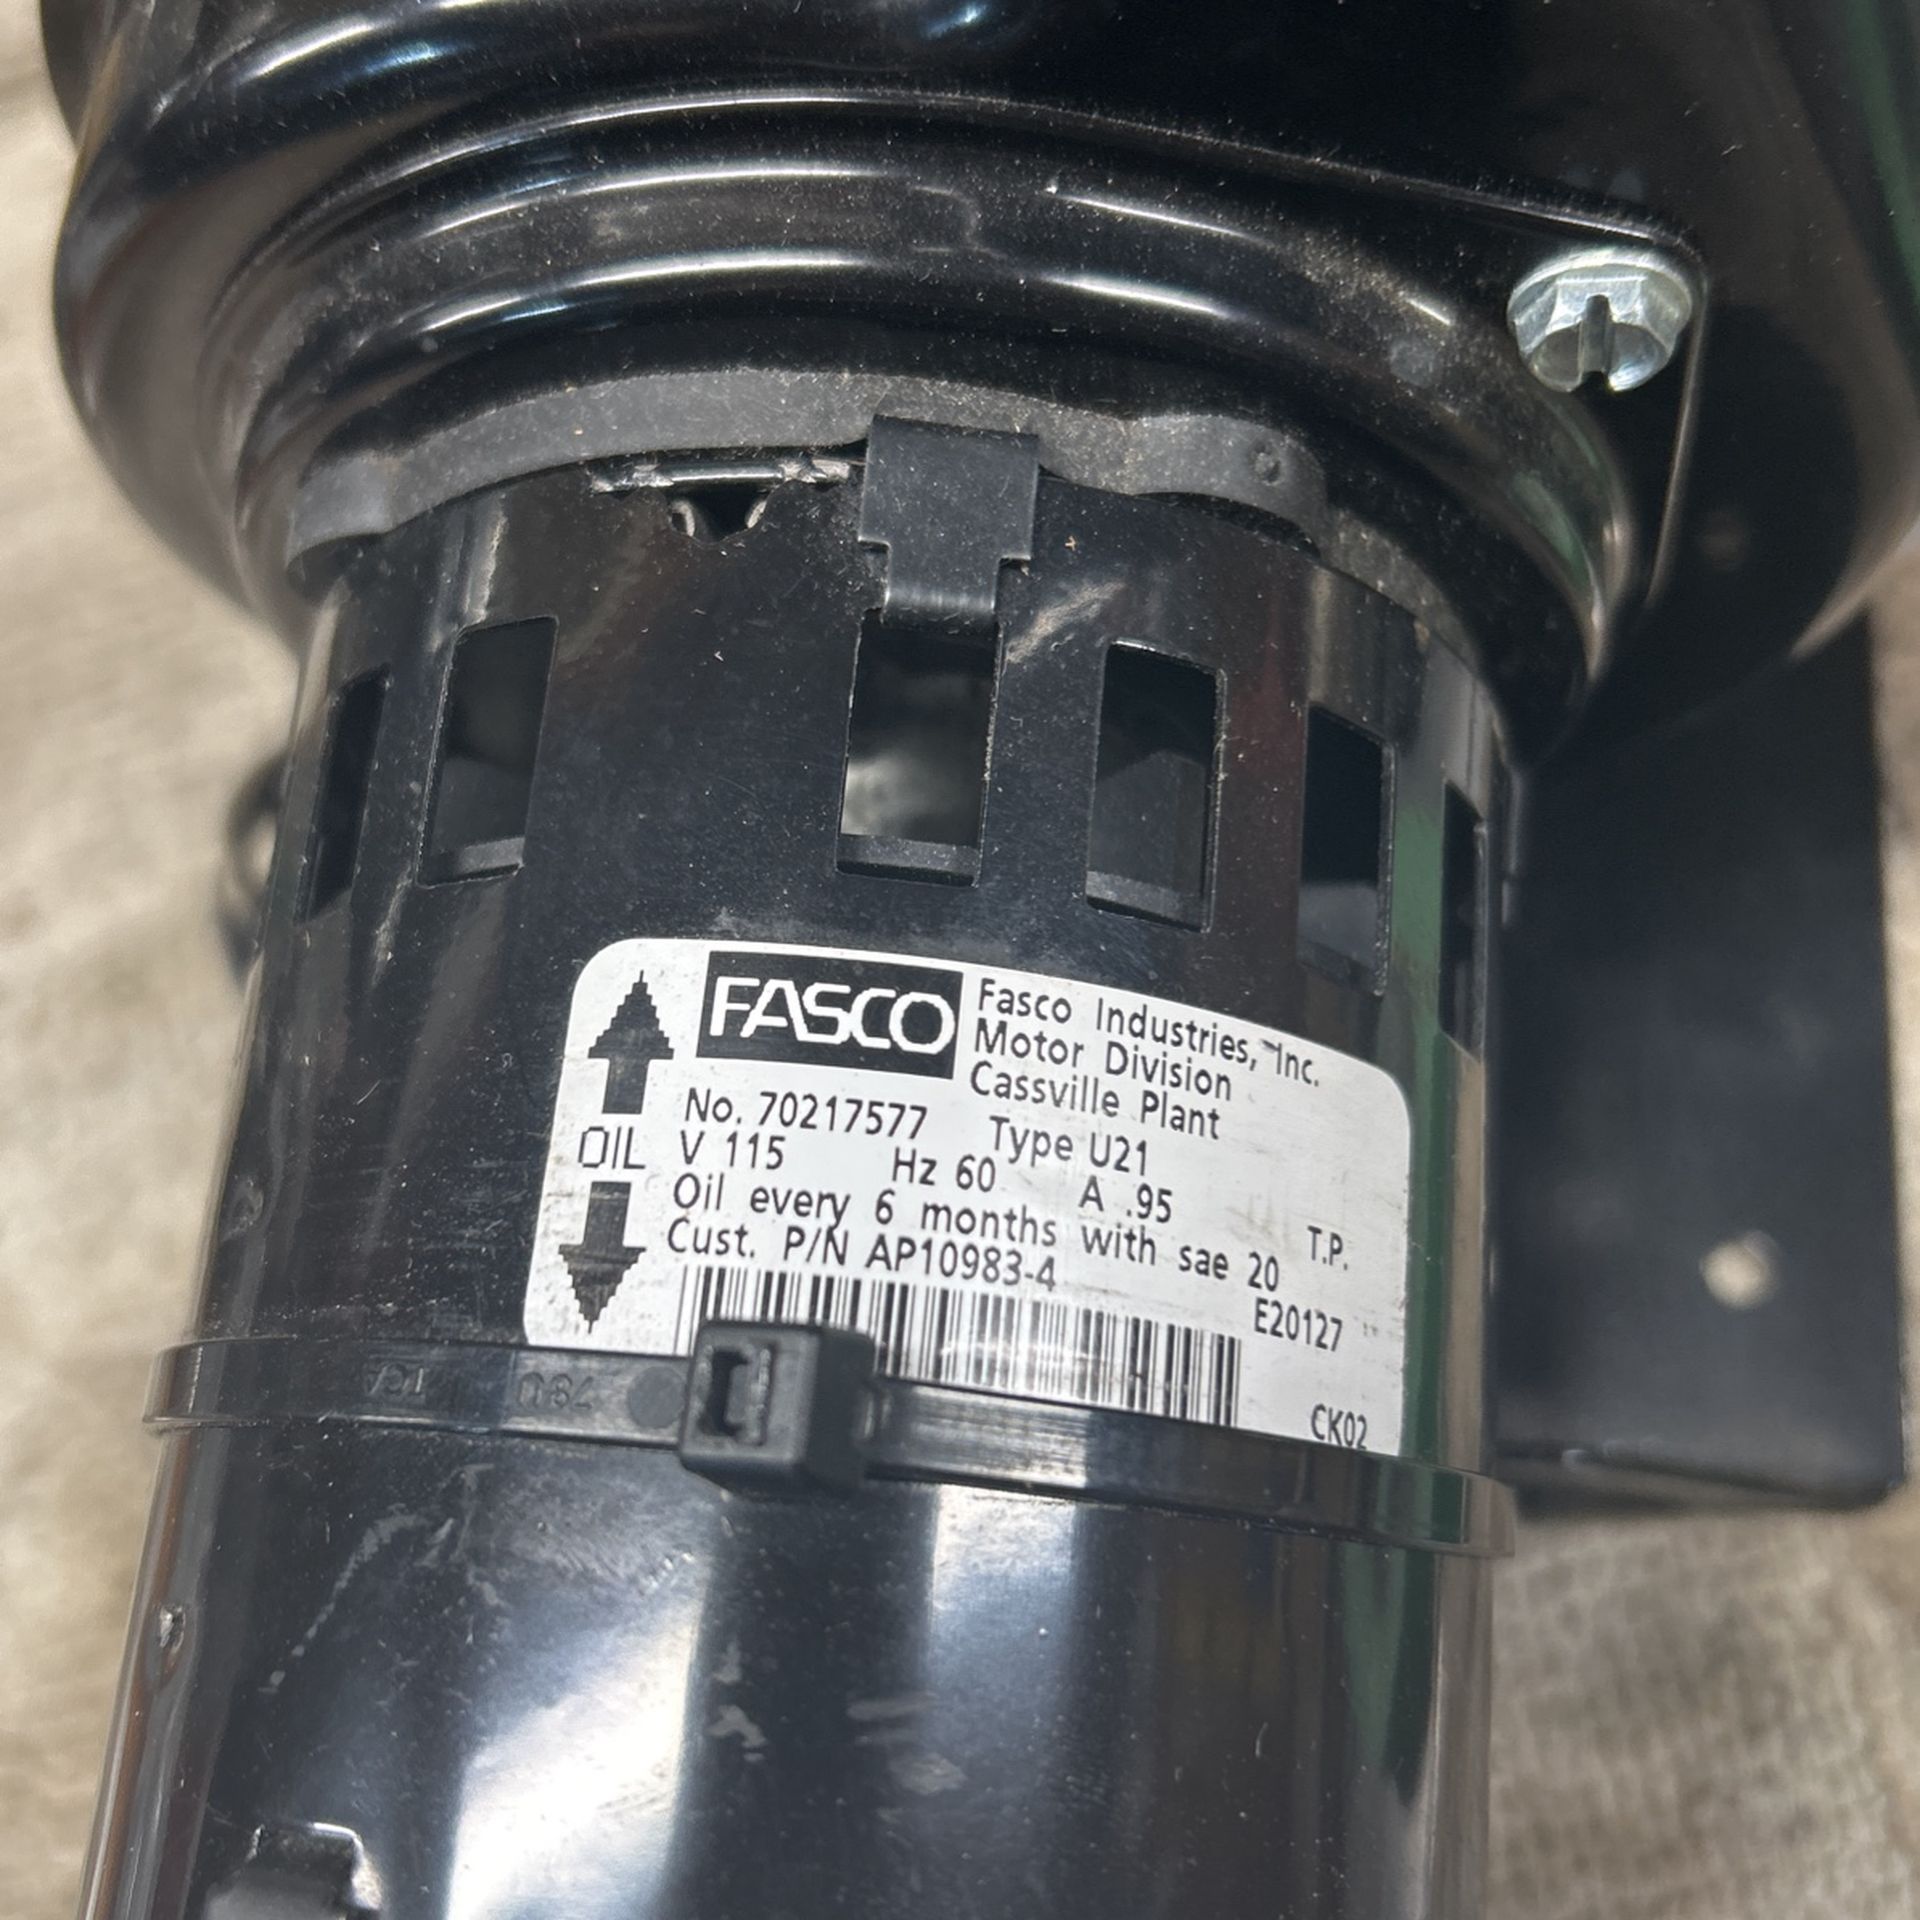 FASCO
Fasco Industries, Inc.
Motor Division
Cassville Plant
No. 70217577 Type U21
OIL
V 115 Hz 60 A .95
Oil every 6 months with sae 20 T.P.
Cust. P/N AP10983-4 E20127
CK02